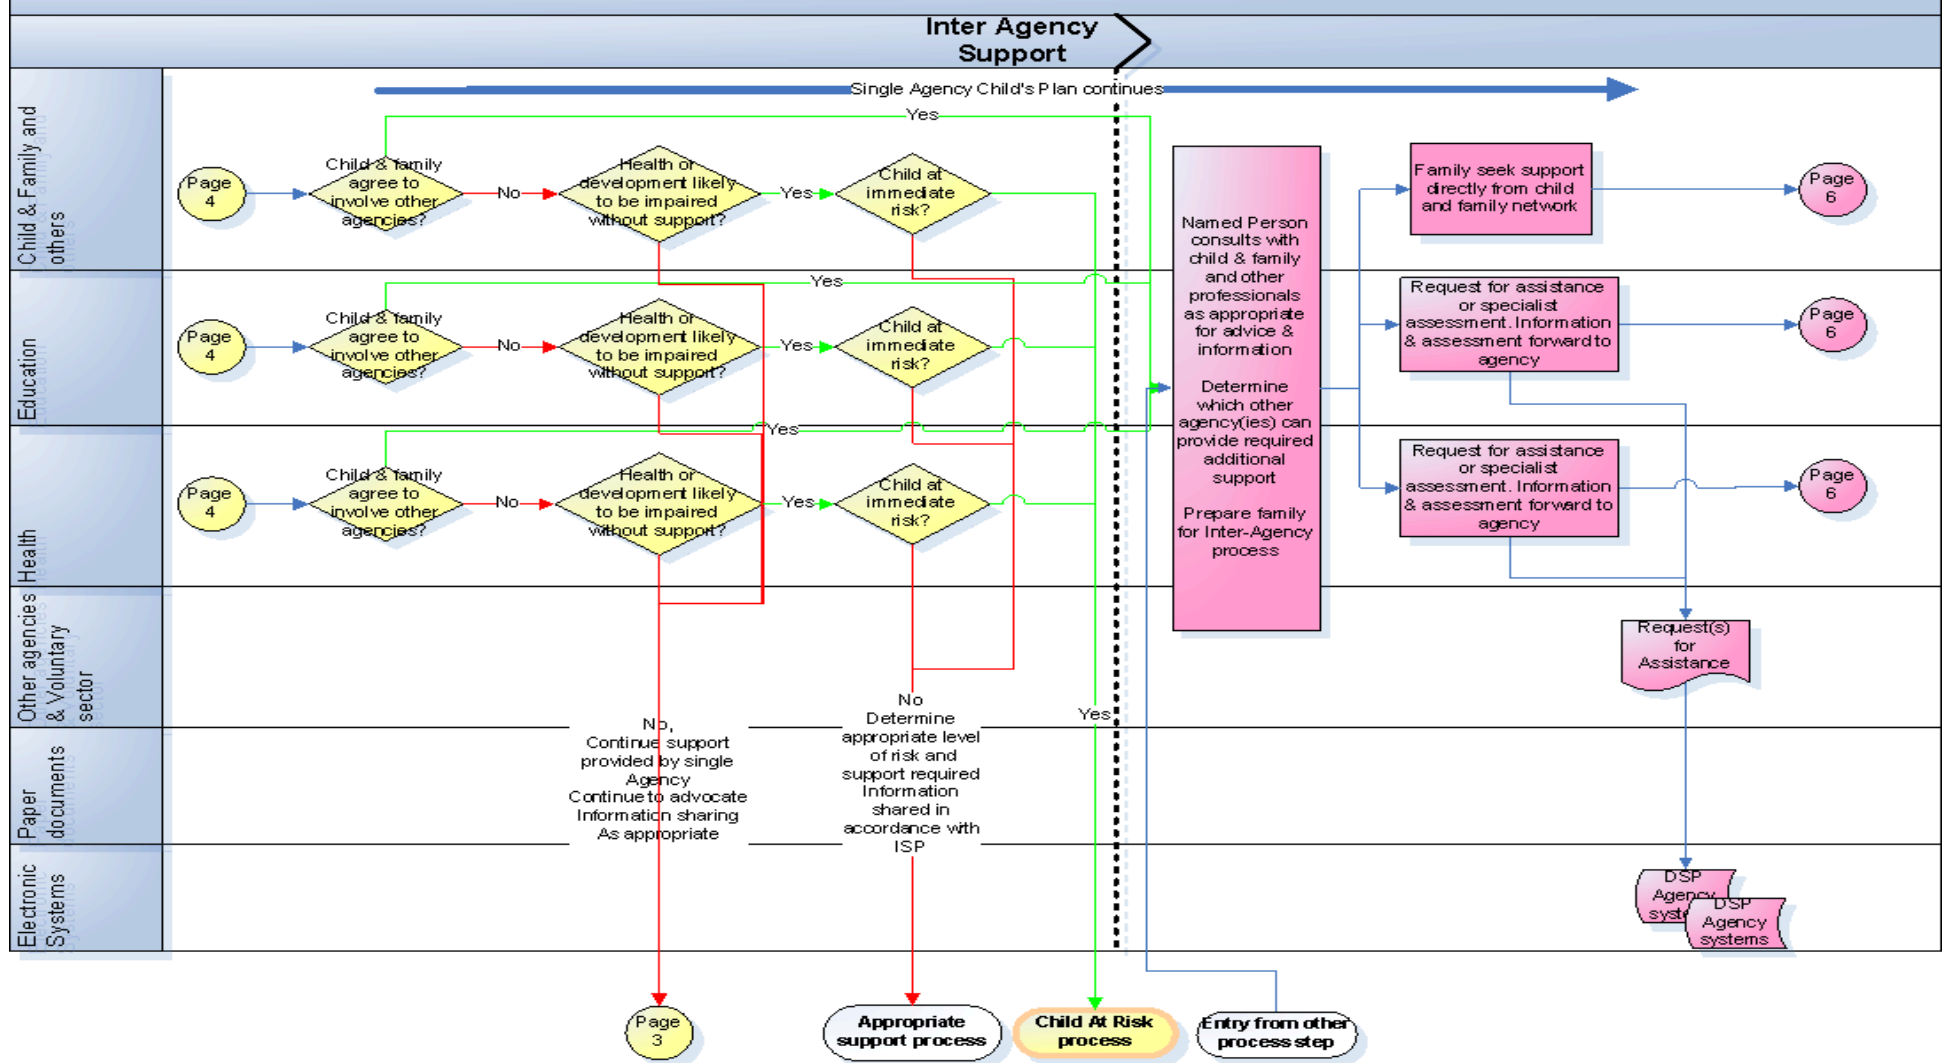 Inter Agency
Support
Single Agency Child's Plan continues
Child & Family and
others
Yes
Page
4
Child & family
agree to
involve other
agencies?
No
Health or
development likely
to be impaired
without support?
Yes
Child at
immediate
risk?
Named Person
consults with
child & family
and other
professionals
as appropriate
for advice &
information
Determine
which other
agency(ies) can
provide required
additional
support
Prepare family
for Inter-Agency
process
Family seek support
directly from child
and family network
Page
6
Education
Yes
Page
4
Child & family
agree to
involve other
agencies?
No
Health or
development likely
to be impaired
without support?
Yes
Child at
immediate
risk?
Request for assistance
or specialist
assessment. Information
& assessment forward to
agency
Page
6
Health
Yes
Page
4
Child & family
agree to
involve other
agencies?
No
Health or
development likely
to be impaired
without support?
Yes
Child at
immediate
risk?
Request for assistance
or specialist
assessment. Information
& assessment forward to
agency
Page
6
Other agencies
& Voluntary
sector
Request(s)
for
Assistance
No,
Continue support
provided by single
Agency
Continue to advocate
Information sharing
As appropriate
No
Determine
appropriate level
of risk and
support required
Information
shared in
accordance with
ISP
Yes
Paper
documents
Electronic
Systems
DSP
Agency
syste
DSP
Agency
systems
Page
3
Appropriate
support process
Child At Risk
process
Entry from other
process step